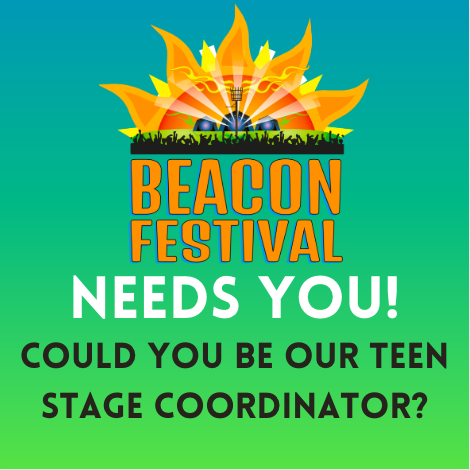 BEACON
FESTIVAL
NEEDS YOU!
COULD YOU BE OUR TEEN
STAGE COORDINATOR?